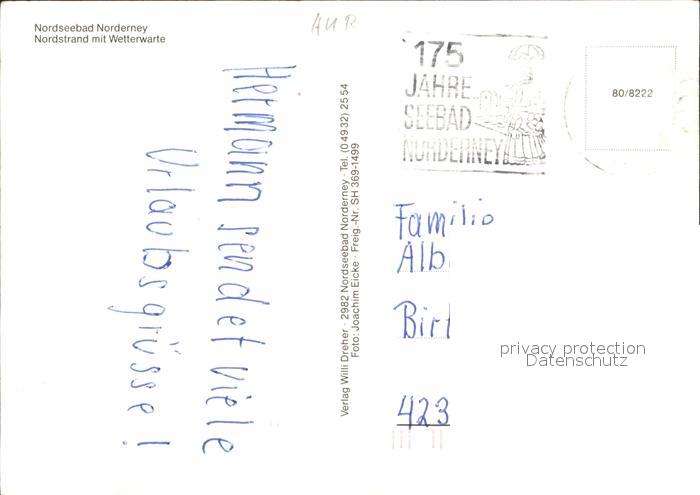 Nordseebad Norderney
Nordstrand mit Wetterwarte
AUR
175
JAHRE
SEEBAD
NORDERNEY
80/8222
Hermann sendet viele
Urlaubsgrüsse!
Verlag Willi Dreher · 2982 Nordseebad Norderney · Tel. (04932) 2554
Foto: Joachim Eicke · Freig.-Nr. SH 369-1499
Familie
Alb
Birt
423
privacy protection
Datenschutz